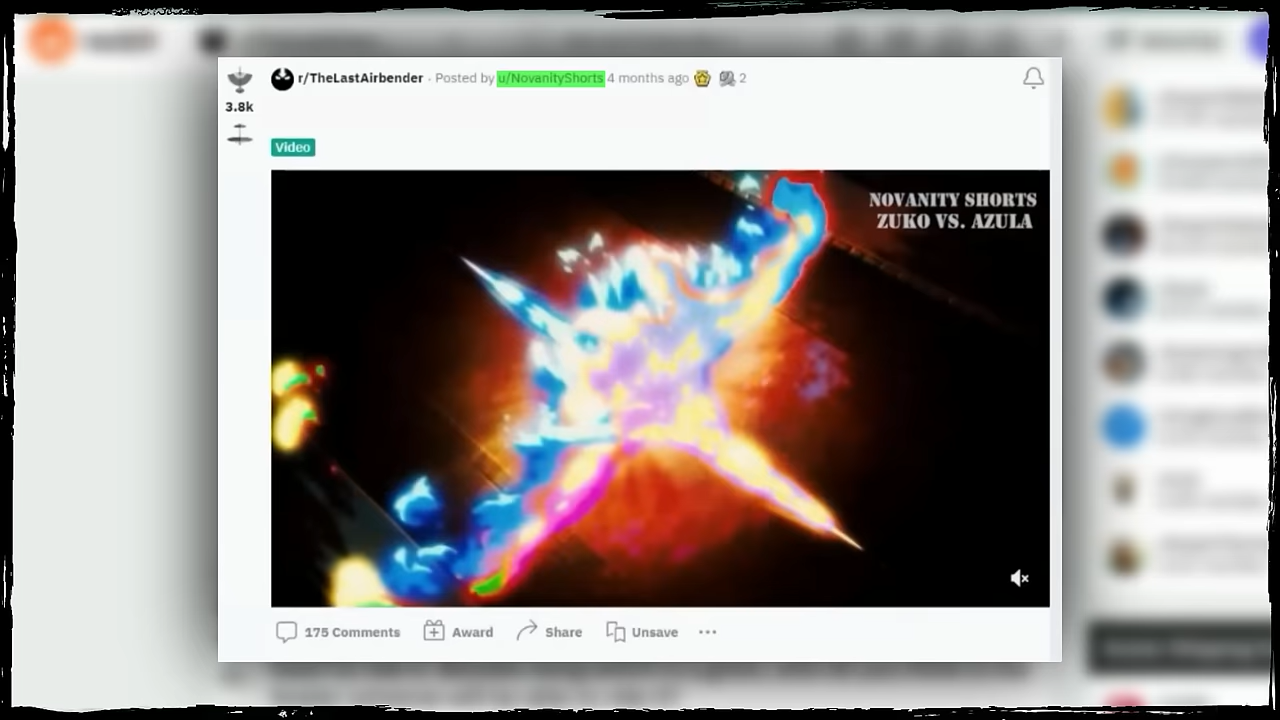 r/TheLastAirbender · Posted by u/NovanityShorts 4 months ago 2
3.8k
Video
NOVANITY SHORTS
ZUKO VS. AZULA
175 Comments Award Share Unsave